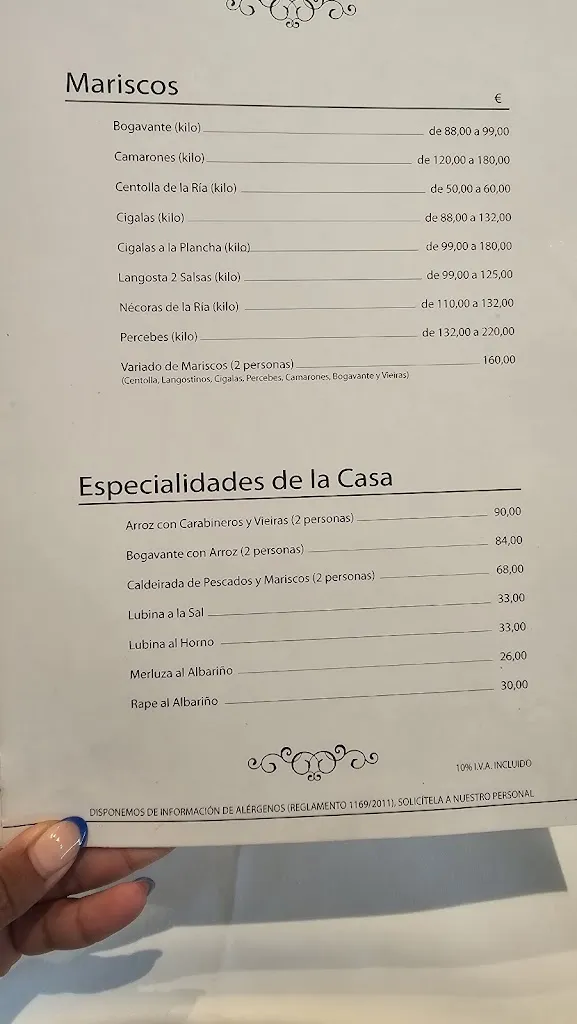 Mariscos €
Bogavante (kilo) de 88,00 a 99,00
Camarones (kilo) de 120,00 a 180,00
Centolla de la Ría (kilo) de 50,00 a 60,00
Cigalas (kilo) de 88,00 a 132,00
Cigalas a la Plancha (kilo) de 99,00 a 180,00
Langosta 2 Salsas (kilo) de 99,00 a 125,00
Nécoras de la Ría (kilo) de 110,00 a 132,00
Percebes (kilo) de 132,00 a 220,00
Variado de Mariscos (2 personas) 160,00
(Centolla, Langostinos, Cigalas, Percebes, Camarones, Bogavante y Vieiras)
Especialidades de la Casa
Arroz con Carabineros y Vieiras (2 personas) 90,00
Bogavante con Arroz (2 personas) 84,00
Caldeirada de Pescados y Mariscos (2 personas) 68,00
Lubina a la Sal 33,00
Lubina al Horno 33,00
Merluza al Albariño 26,00
Rape al Albariño 30,00
10% I.V.A. INCLUIDO
DISPONEMOS DE INFORMACIÓN DE ALÉRGENOS (REGLAMENTO 1169/2011), SOLICÍTELA A NUESTRO PERSONAL